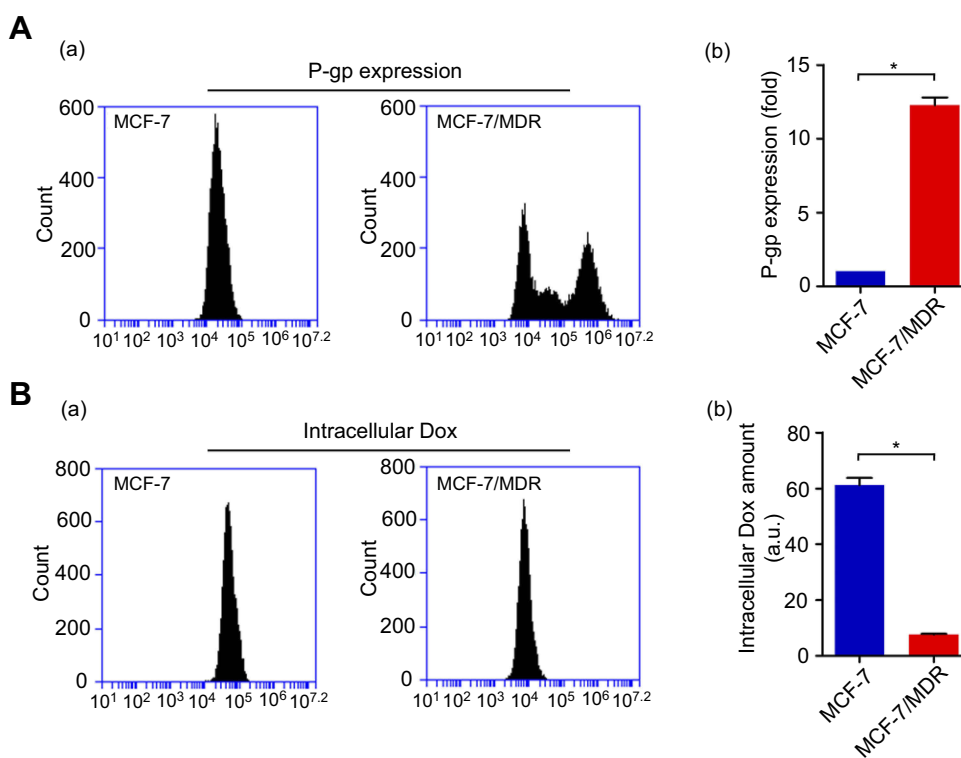 A
(a)
P-gp expression
600
400
200
0
Count
MCF-7
10¹ 10² 10³ 10⁴ 10⁵ 10⁶ 10⁷·²
600
400
200
0
Count
MCF-7/MDR
10¹ 10² 10³ 10⁴ 10⁵ 10⁶ 10⁷·²
(b)
15
10
5
0
P-gp expression (fold)
*
MCF-7
MCF-7/MDR
B
(a)
Intracellular Dox
800
600
400
200
0
Count
MCF-7
10¹ 10² 10³ 10⁴ 10⁵ 10⁶ 10⁷·²
800
600
400
200
0
Count
MCF-7/MDR
10¹ 10² 10³ 10⁴ 10⁵ 10⁶ 10⁷·²
(b)
80
60
40
20
0
Intracellular Dox amount
(a.u.)
*
MCF-7
MCF-7/MDR